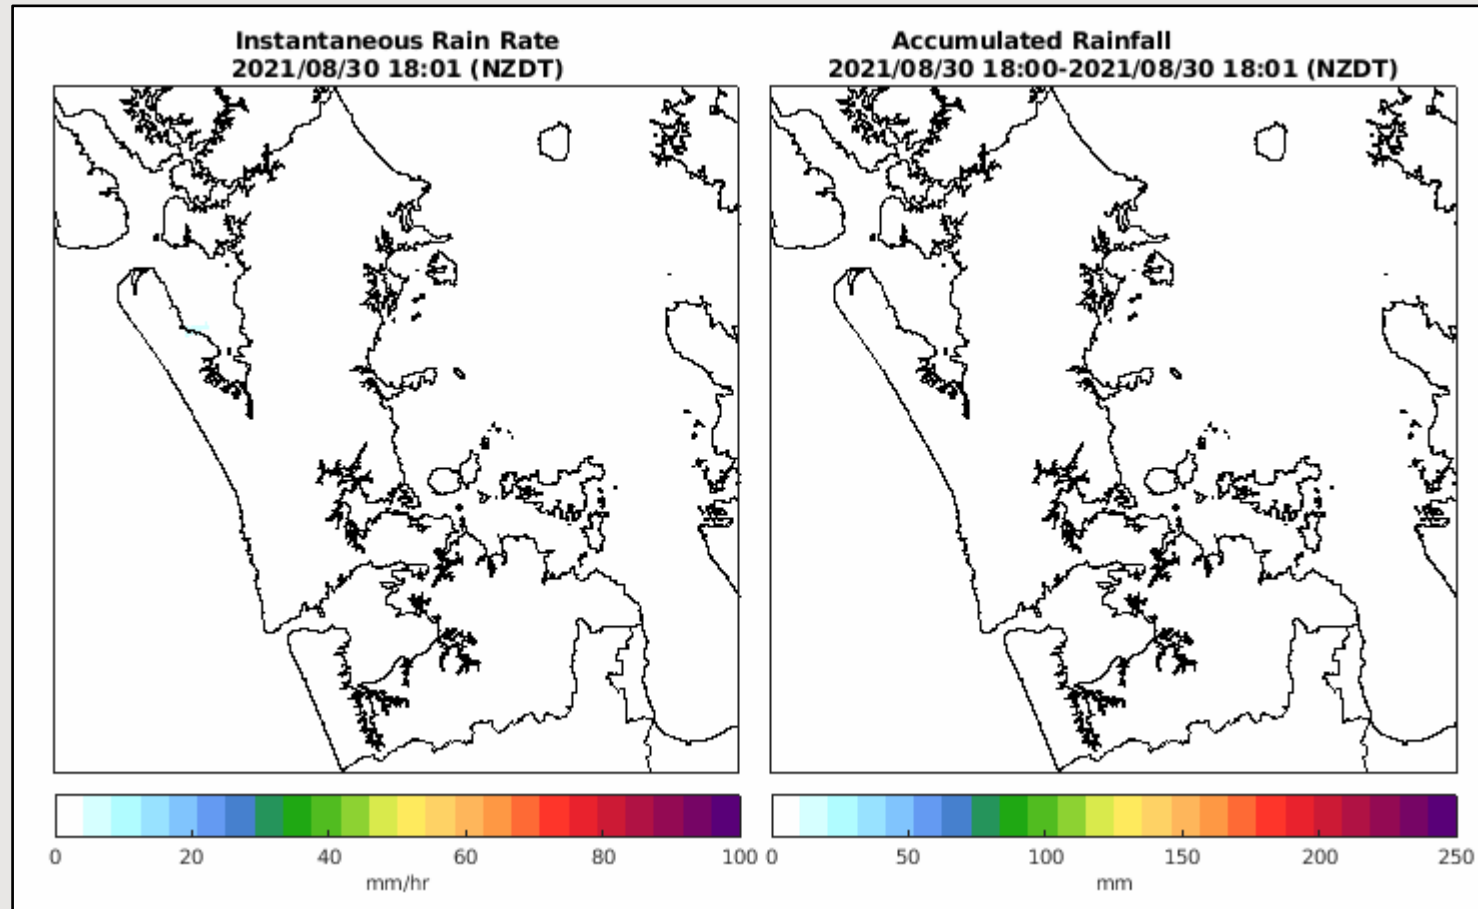 Instantaneous Rain Rate
2021/08/30 18:01 (NZDT)
0 20 40 60 80 100
mm/hr
Accumulated Rainfall
2021/08/30 18:00-2021/08/30 18:01 (NZDT)
0 50 100 150 200 250
mm